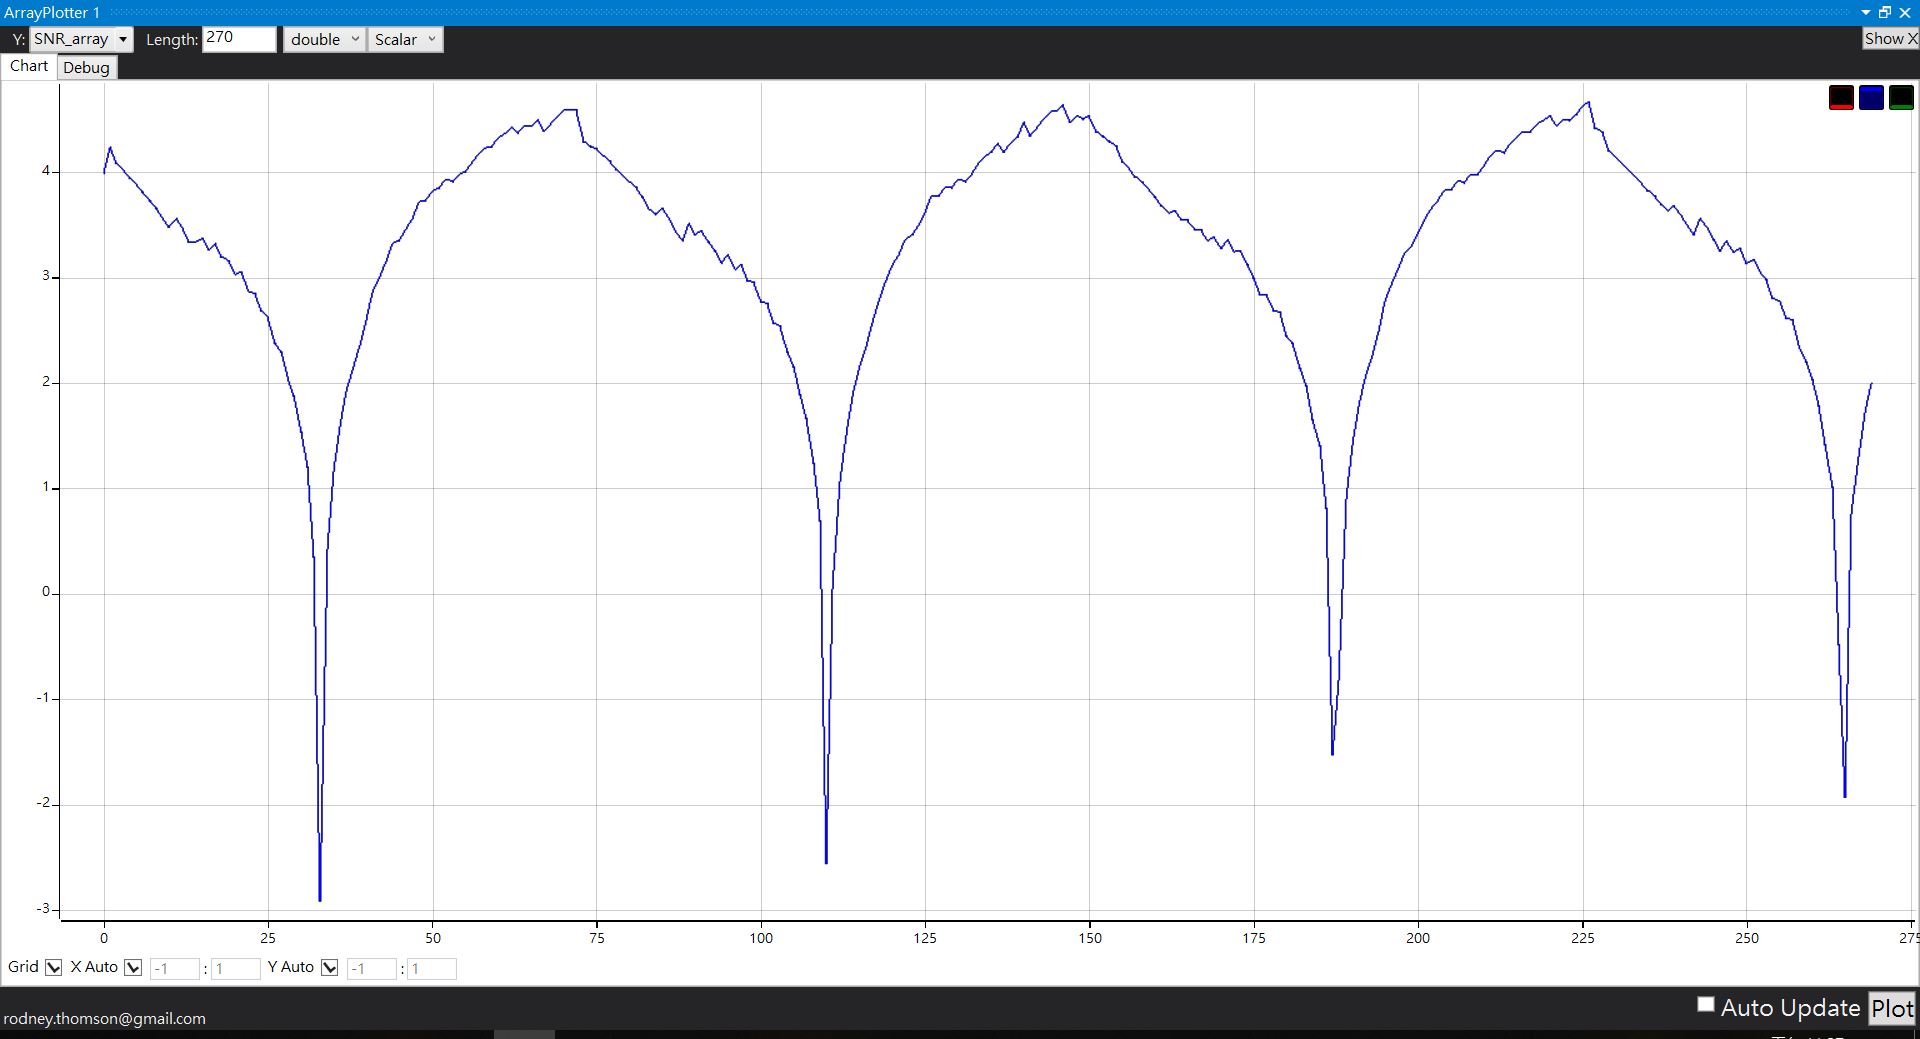 ArrayPlotter 1
Y: SNR_array Length: 270 double Scalar Show X
Chart Debug
4
3
2
1
0
-1
-2
-3
0 25 50 75 100 125 150 175 200 225 250 275
Grid X Auto -1 : 1 Y Auto -1 : 1
Auto Update Plot
rodney.thomson@gmail.com